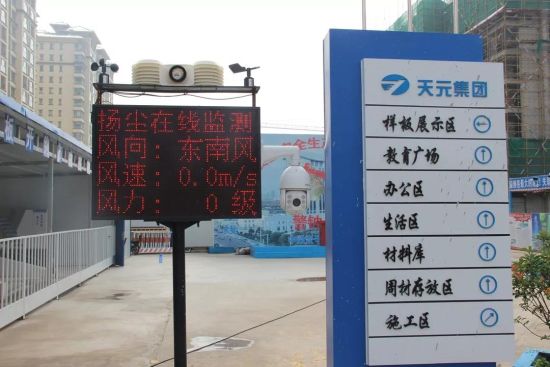 扬尘在线监测
风向：东南风
风速：0.0m/s
风力：0 级
天元集团
样板展示区
教育广场
办公区
生活区
材料库
周材存放区
施工区